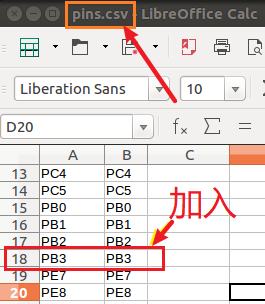 pins.csv - LibreOffice Calc
Liberation Sans 10
D20
A B C
13 PC4 PC4
14 PC5 PC5
15 PB0 PB0
16 PB1 PB1
17 PB2 PB2
加入
18 PB3 PB3
19 PE7 PE7
20 PE8 PE8